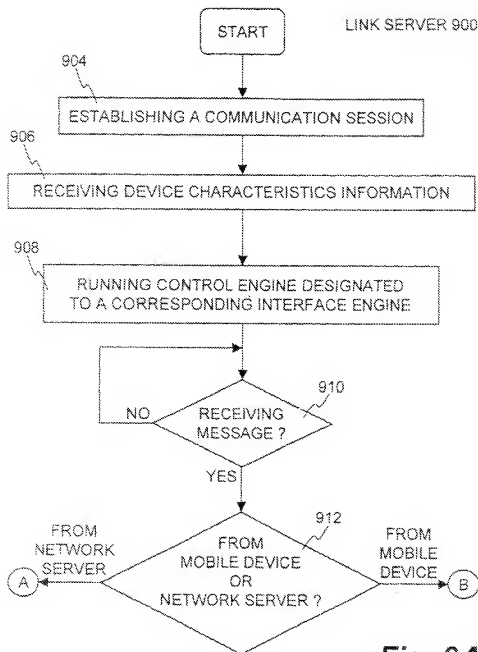 START
LINK SERVER 900
904
ESTABLISHING A COMMUNICATION SESSION
906
RECEIVING DEVICE CHARACTERISTICS INFORMATION
908
RUNNING CONTROL ENGINE DESIGNATED
TO A CORRESPONDING INTERFACE ENGINE
910
NO
RECEIVING
MESSAGE ?
YES
912
FROM
NETWORK
SERVER
FROM
MOBILE DEVICE
OR
NETWORK SERVER ?
FROM
MOBILE
DEVICE
A
B